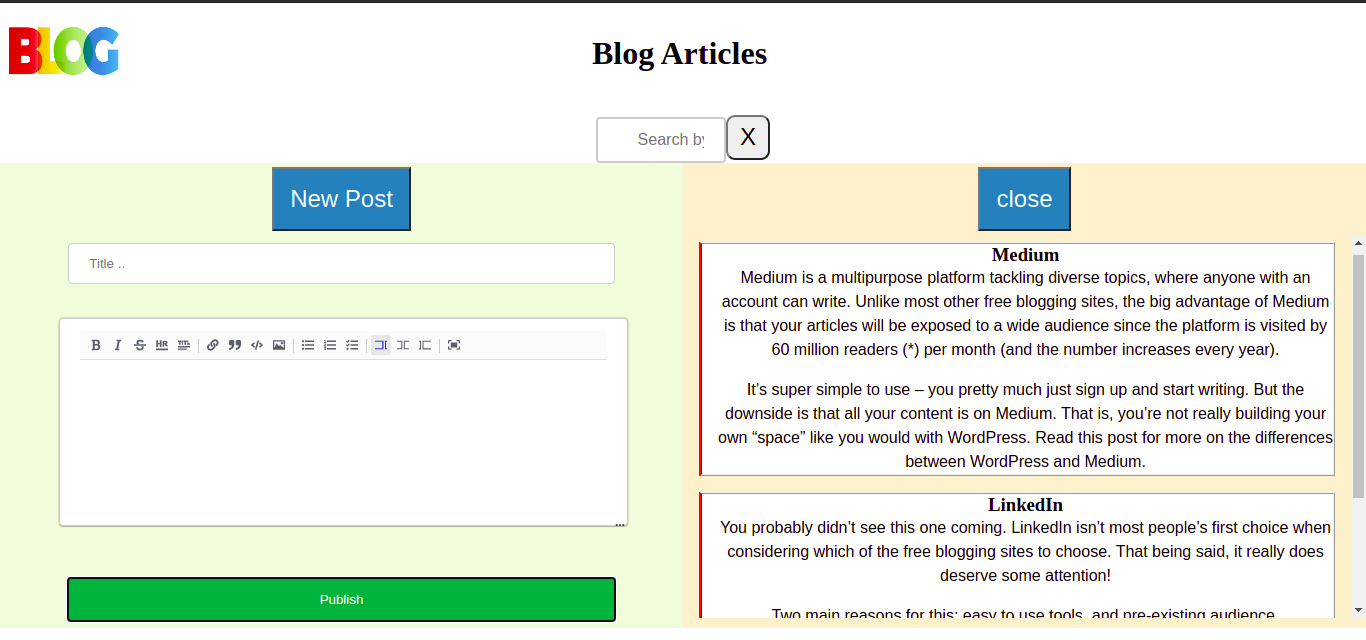 BLOG
Blog Articles
Search by
X
New Post
close
Title ..
B I S HR TITL
Publish
Medium
Medium is a multipurpose platform tackling diverse topics, where anyone with an
account can write. Unlike most other free blogging sites, the big advantage of Medium
is that your articles will be exposed to a wide audience since the platform is visited by
60 million readers (*) per month (and the number increases every year).
It’s super simple to use – you pretty much just sign up and start writing. But the
downside is that all your content is on Medium. That is, you’re not really building your
own “space” like you would with WordPress. Read this post for more on the differences
between WordPress and Medium.
LinkedIn
You probably didn’t see this one coming. LinkedIn isn’t most people’s first choice when
considering which of the free blogging sites to choose. That being said, it really does
deserve some attention!
Two main reasons for this: easy to use tools, and pre-existing audience.